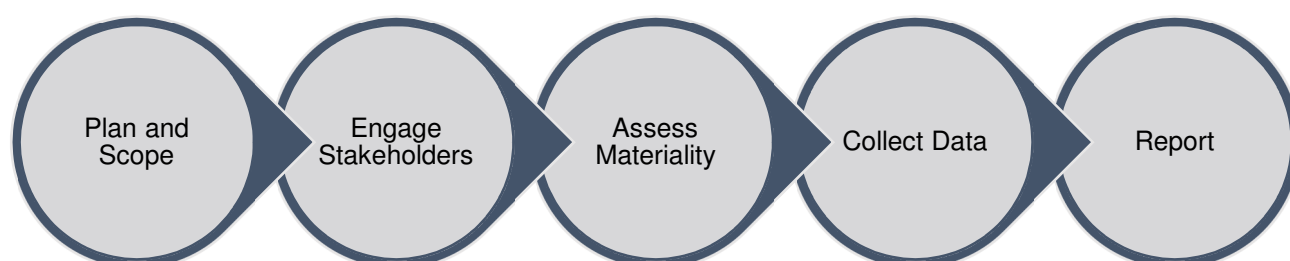 Plan and
Scope
Engage
Stakeholders
Assess
Materiality
Collect Data
Report